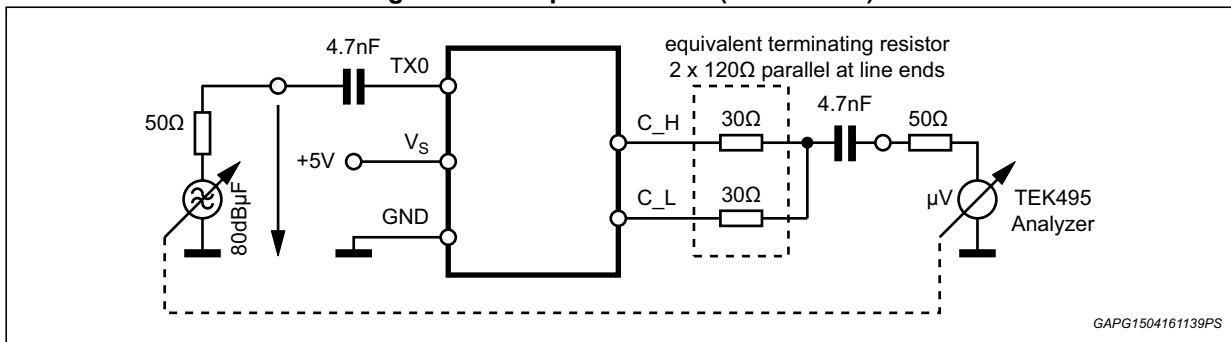 equivalent terminating resistor
2 x 120Ω parallel at line ends
4.7nF
TX0
50Ω
80dBµF
+5V
VS
GND
C_H
30Ω
C_L
30Ω
4.7nF
50Ω
µV
TEK495
Analyzer
GAPG1504161139PS